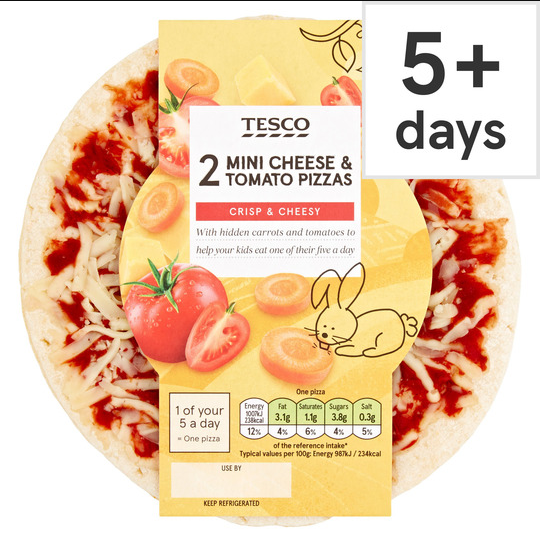 5+
days
TESCO
2 MINI CHEESE &
TOMATO PIZZAS
CRISP & CHEESY
With hidden carrots and tomatoes to
help your kids eat one of their five a day
1 of your
5 a day
= One pizza
One pizza
Energy Fat Saturates Sugars Salt
1007kJ 3.1g 1.1g 3.8g 0.3g
238kcal
12% 4% 6% 4% 5%
of the reference intake*
Typical values per 100g: Energy 987kJ / 234kcal
USE BY
KEEP REFRIGERATED